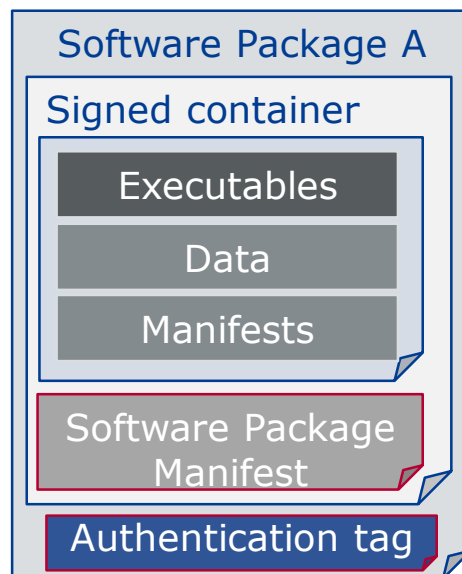 Software Package A
Signed container
Executables
Data
Manifests
Software Package
Manifest
Authentication tag